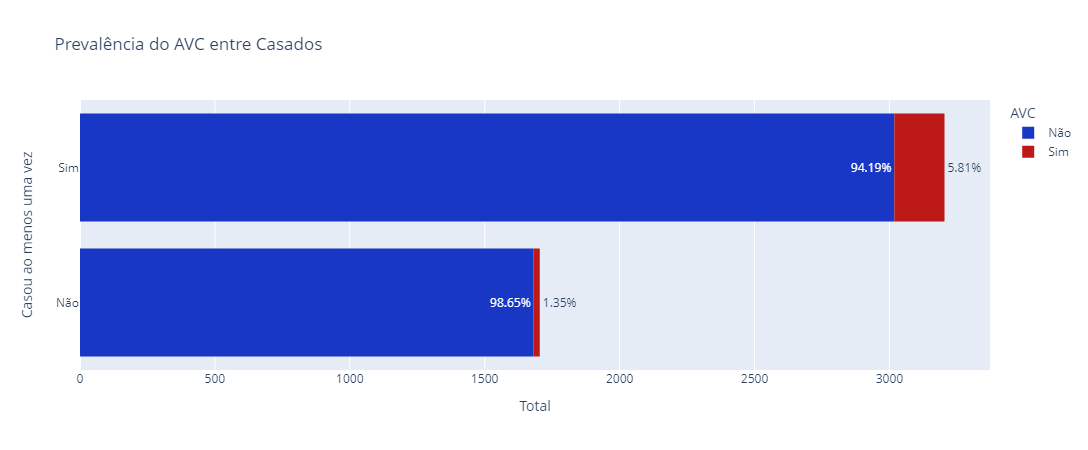 Prevalência do AVC entre Casados
AVC
Não
Sim
Casou ao menos uma vez
Sim
94.19%
5.81%
Não
98.65%
1.35%
0
500
1000
1500
2000
2500
3000
Total